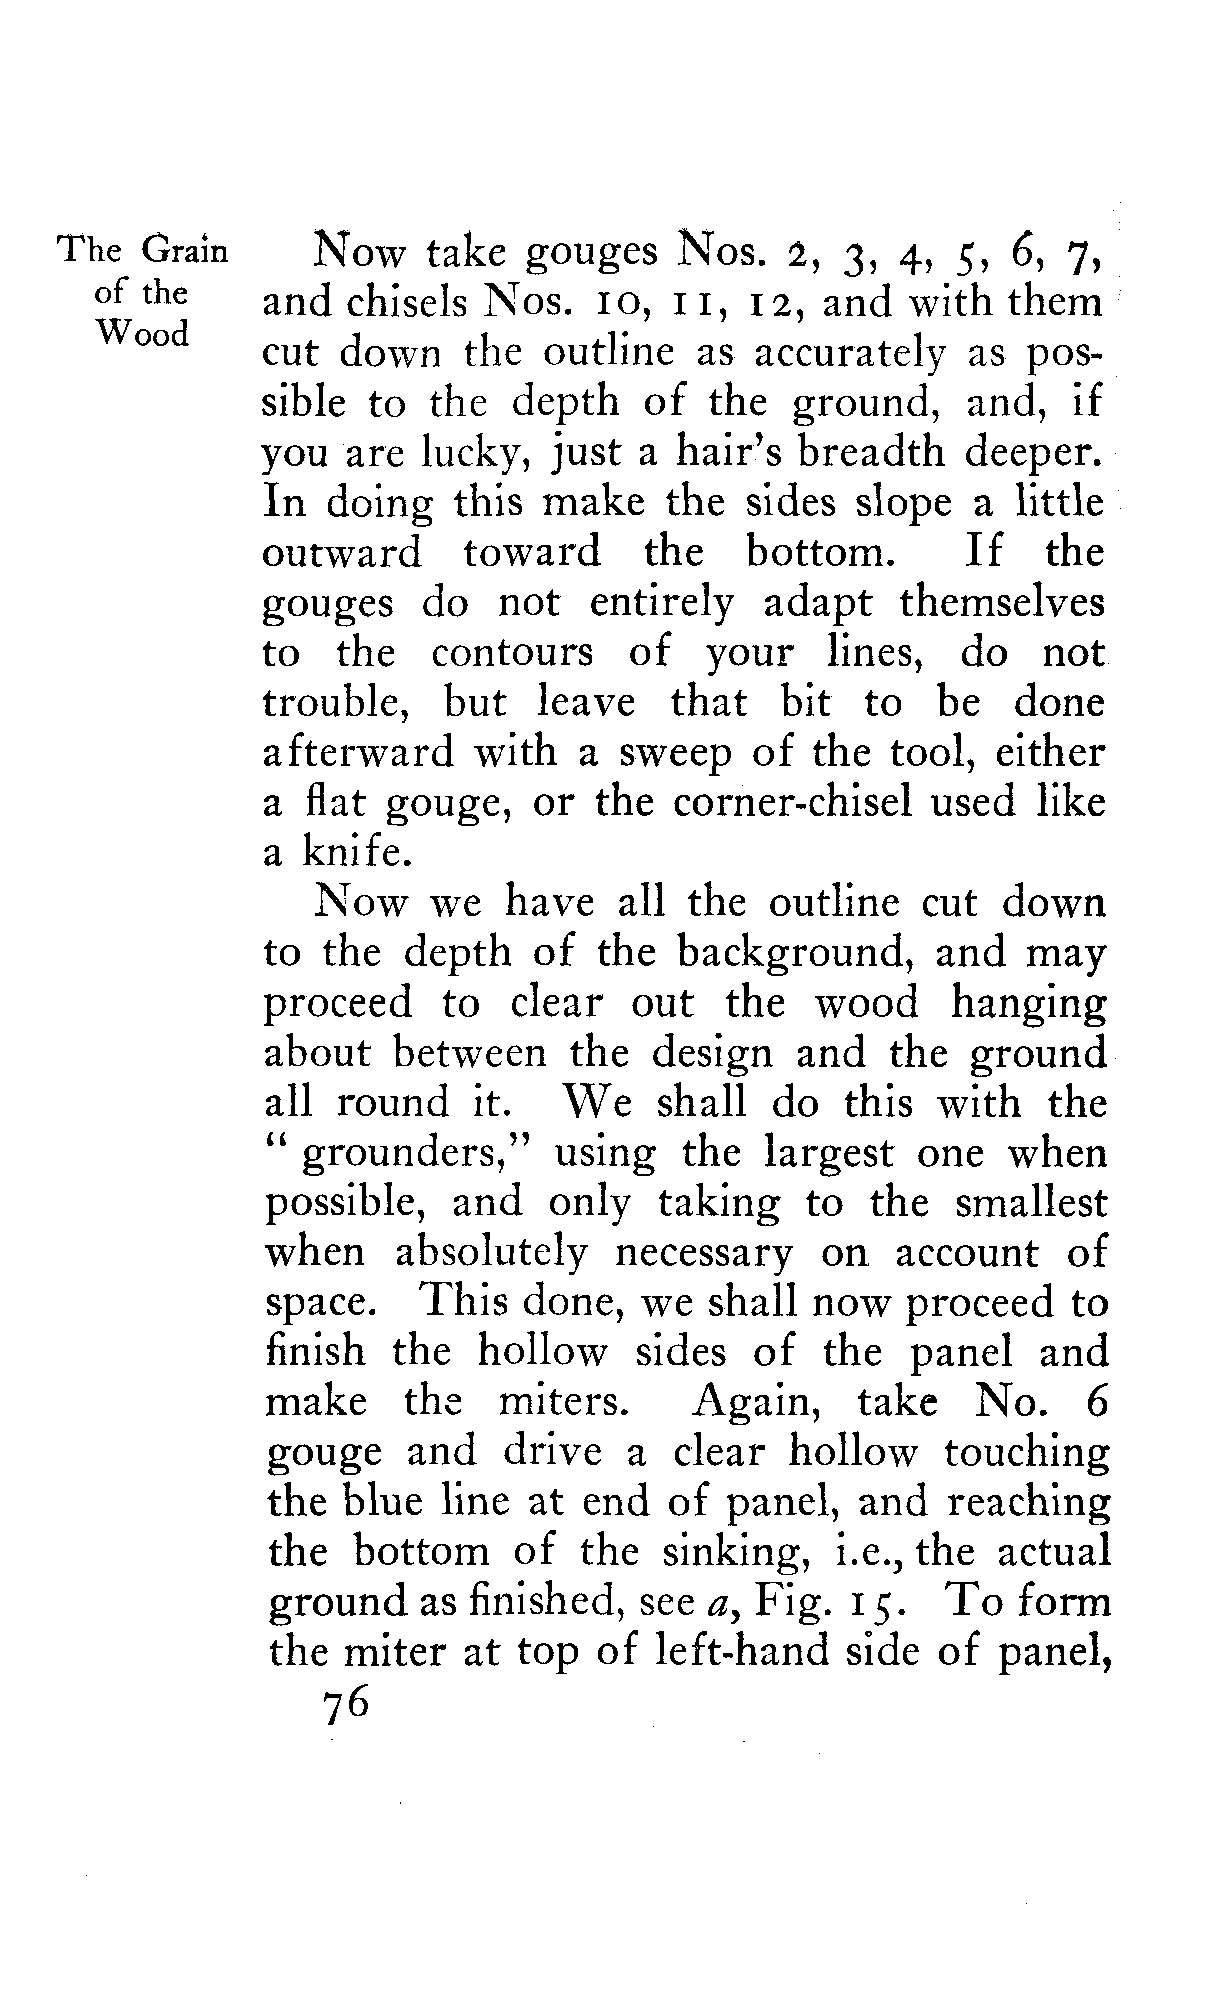 The Grain
of the
Wood
Now take gouges Nos. 2, 3, 4, 5, 6, 7,
and chisels Nos. 10, 11, 12, and with them
cut down the outline as accurately as pos-
sible to the depth of the ground, and, if
you are lucky, just a hair's breadth deeper.
In doing this make the sides slope a little
outward toward the bottom. If the
gouges do not entirely adapt themselves
to the contours of your lines, do not
trouble, but leave that bit to be done
afterward with a sweep of the tool, either
a flat gouge, or the corner-chisel used like
a knife.
Now we have all the outline cut down
to the depth of the background, and may
proceed to clear out the wood hanging
about between the design and the ground
all round it. We shall do this with the
“ grounders,” using the largest one when
possible, and only taking to the smallest
when absolutely necessary on account of
space. This done, we shall now proceed to
finish the hollow sides of the panel and
make the miters. Again, take No. 6
gouge and drive a clear hollow touching
the blue line at end of panel, and reaching
the bottom of the sinking, i.e., the actual
ground as finished, see a, Fig. 15. To form
the miter at top of left-hand side of panel,
76